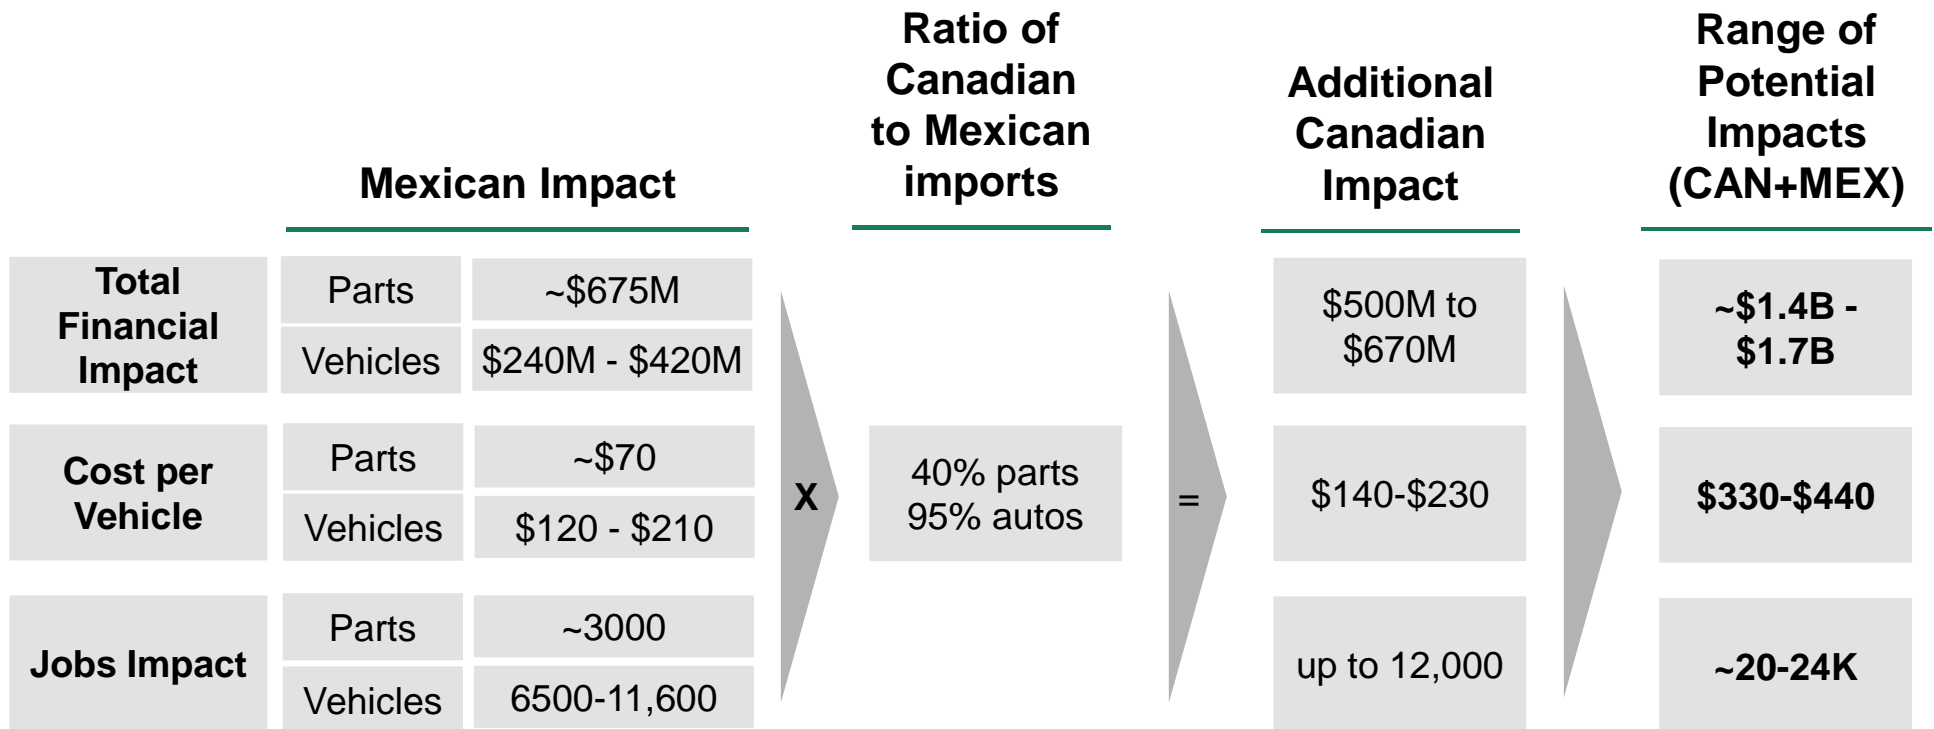 Mexican Impact
Ratio of
Canadian
to Mexican
imports
Additional
Canadian
Impact
Range of
Potential
Impacts
(CAN+MEX)
Total
Financial
Impact
Parts
~$675M
Vehicles
$240M - $420M
$500M to
$670M
~$1.4B -
$1.7B
Cost per
Vehicle
Parts
~$70
Vehicles
$120 - $210
X
40% parts
95% autos
=
$140-$230
$330-$440
Jobs Impact
Parts
~3000
Vehicles
6500-11,600
up to 12,000
~20-24K